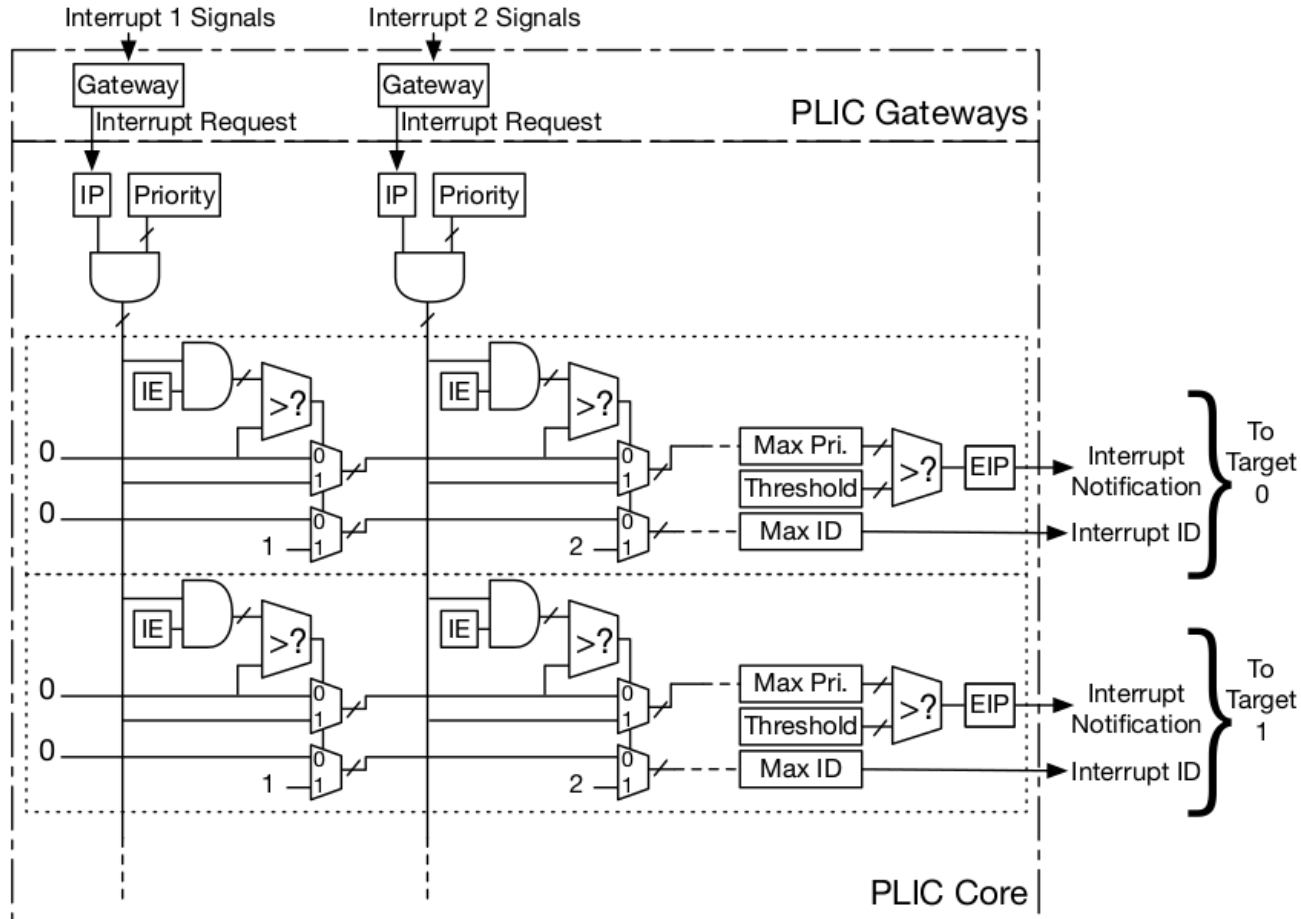 Interrupt 1 Signals
Interrupt 2 Signals
Gateway
Gateway
Interrupt Request
Interrupt Request
PLIC Gateways
IP
Priority
IP
Priority
IE
>?
IE
>?
0
0
1
0
1
Max Pri.
Threshold
>?
EIP
Interrupt
Notification
0
0
1
1
0
1
2
Max ID
Interrupt ID
To
Target
0
IE
>?
IE
>?
0
0
1
0
1
Max Pri.
Threshold
>?
EIP
Interrupt
Notification
0
0
1
1
0
1
2
Max ID
Interrupt ID
To
Target
1
PLIC Core